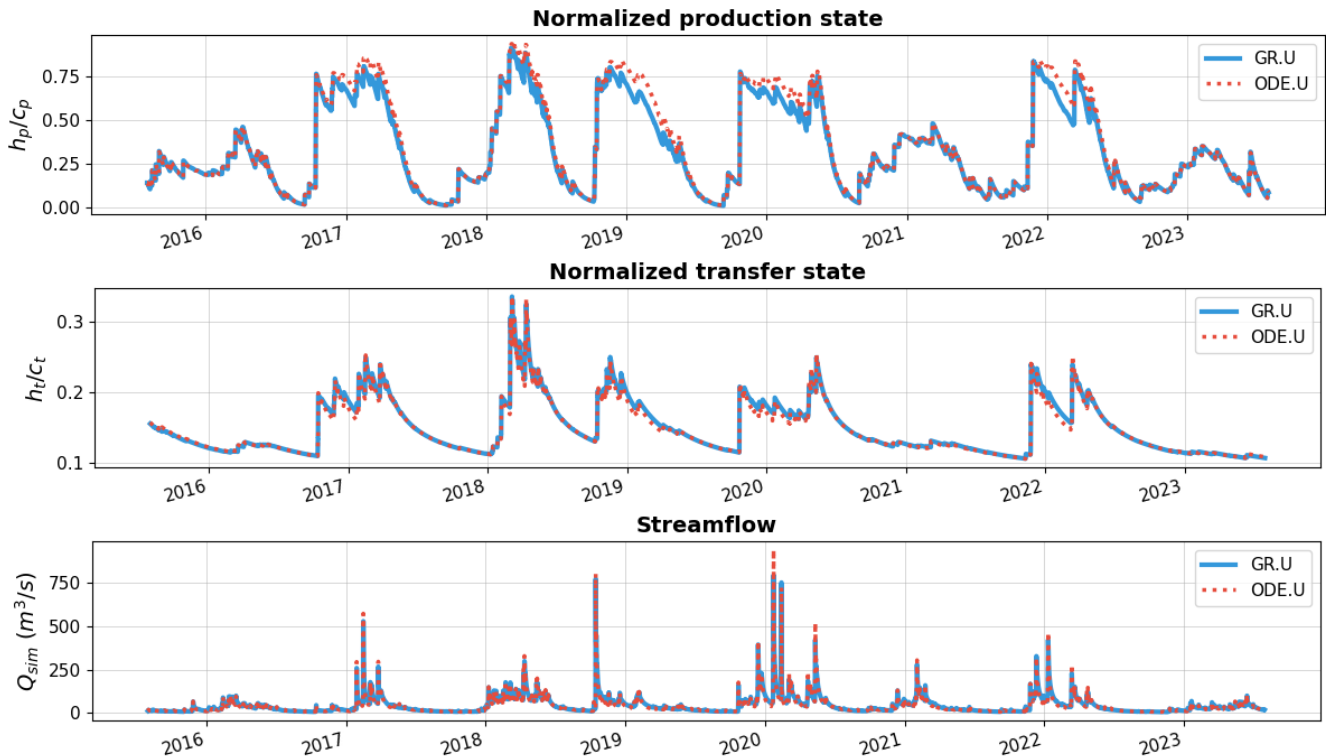 Normalized production state
h_p/c_p
0.75
0.50
0.25
0.00
GR.U
ODE.U
2016 2017 2018 2019 2020 2021 2022 2023
Normalized transfer state
h_t/c_t
0.3
0.2
0.1
GR.U
ODE.U
2016 2017 2018 2019 2020 2021 2022 2023
Streamflow
Q_sim (m^3/s)
750
500
250
0
GR.U
ODE.U
2016 2017 2018 2019 2020 2021 2022 2023